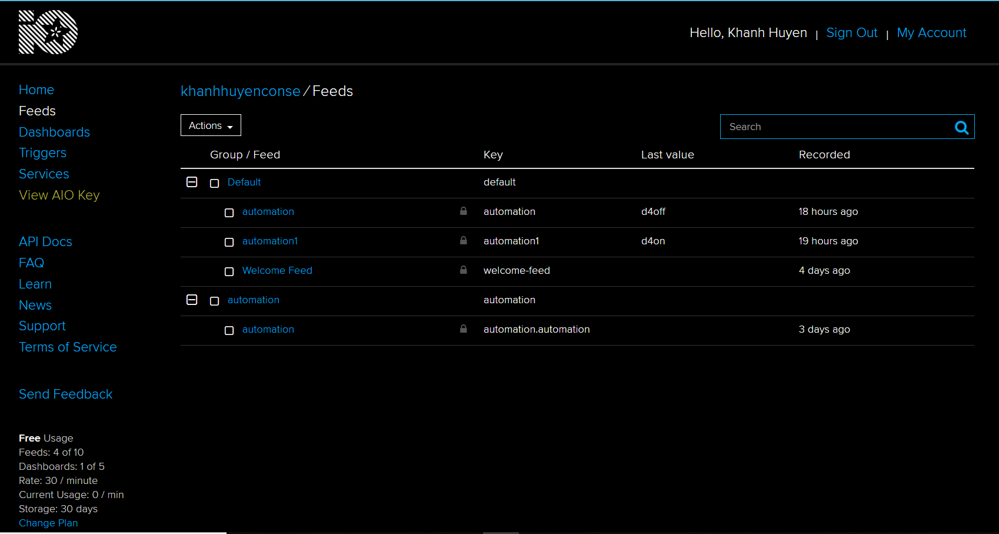 iO
Hello, Khanh Huyen | Sign Out | My Account
Home
Feeds
Dashboards
Triggers
Services
View AIO Key
API Docs
FAQ
Learn
News
Support
Terms of Service
Send Feedback
Free Usage
Feeds: 4 of 10
Dashboards: 1 of 5
Rate: 30 / minute
Current Usage: 0 / min
Storage: 30 days
Change Plan
khanhhuyenconse / Feeds
Actions
Search
Group / Feed Key Last value Recorded
Default default
automation automation d4off 18 hours ago
automation1 automation1 d4on 19 hours ago
Welcome Feed welcome-feed 4 days ago
automation automation
automation automation.automation 3 days ago